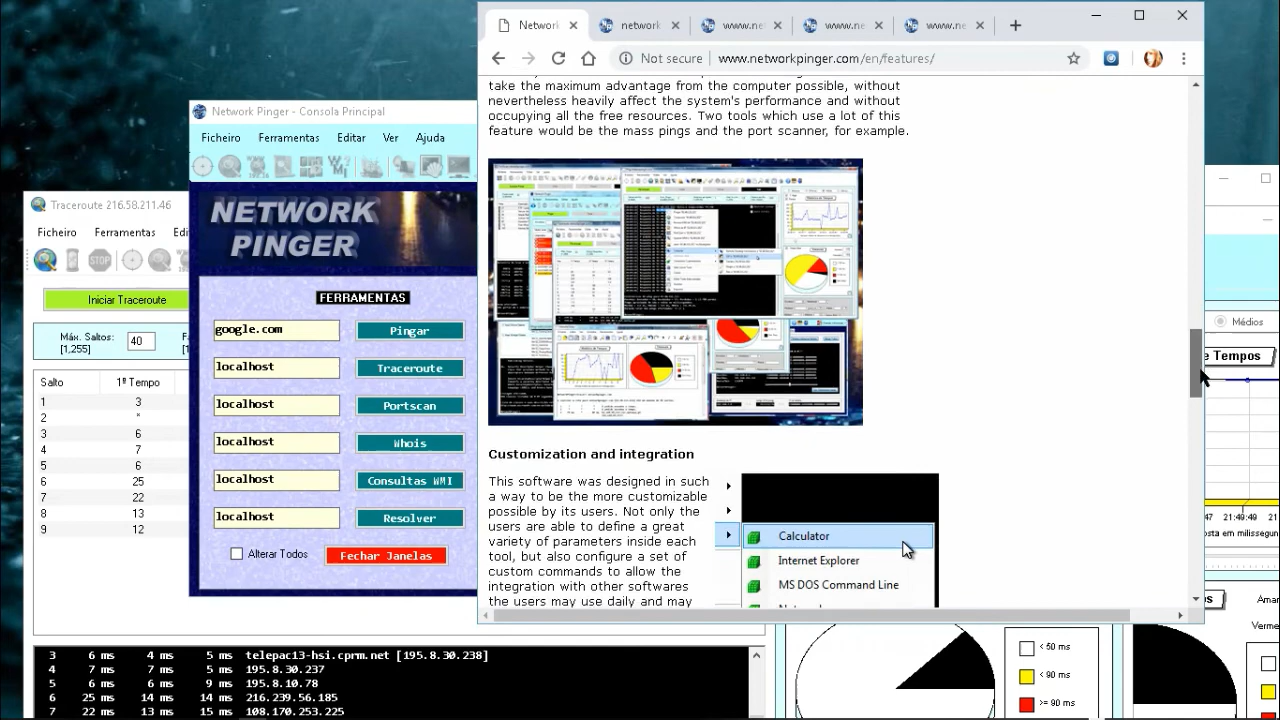 Network
network
www.ne
www.ne
www.ne
Not secure
www.networkpinger.com/en/features/
take the maximum advantage from the computer possible, without
nevertheless heavily affect the system's performance and without
occupying all the free resources. Two tools which use a lot of this
feature would be the mass pings and the port scanner, for example.
Customization and integration
This software was designed in such
a way to be the more customizable
possible by its users. Not only the
users are able to define a great
variety of parameters inside each
tool, but also configure a set of
custom commands to allow the
integration with other softwares
the users may use daily and may
Calculator
Internet Explorer
MS DOS Command Line
Network Pinger - Consola Principal
Ficheiro Ferramentas Editar Ver Ajuda
NETWORK
PINGER
FERRAMENTAS
google.com
Pingar
localhost
Traceroute
Portscan
localhost
Whois
localhost
Consultas WMI
localhost
Resolver
Alterar Todos
Fechar Janelas
216.58.211.46
Ficheiro Ferramentas Edi
Iniciar Traceroute
40
[1,255]
Nº Tempo
1
2
3
4 7
5 6
6 25
7 22
8 13
9 12
3 6 ms 4 ms 5 ms telepac13-hsi.cprm.net [195.8.30.238]
4 7 ms 7 ms 5 ms 195.8.30.237
5 6 ms 6 ms 5 ms 195.8.10.78
6 25 ms 14 ms 14 ms 216.239.56.185
7 22 ms 13 ms 15 ms 108.170.253.225
Médios
e Tempos
47 21:49:49
osta em milissegun
Amar
Verme
< 50 ms
< 90 ms
>= 90 ms